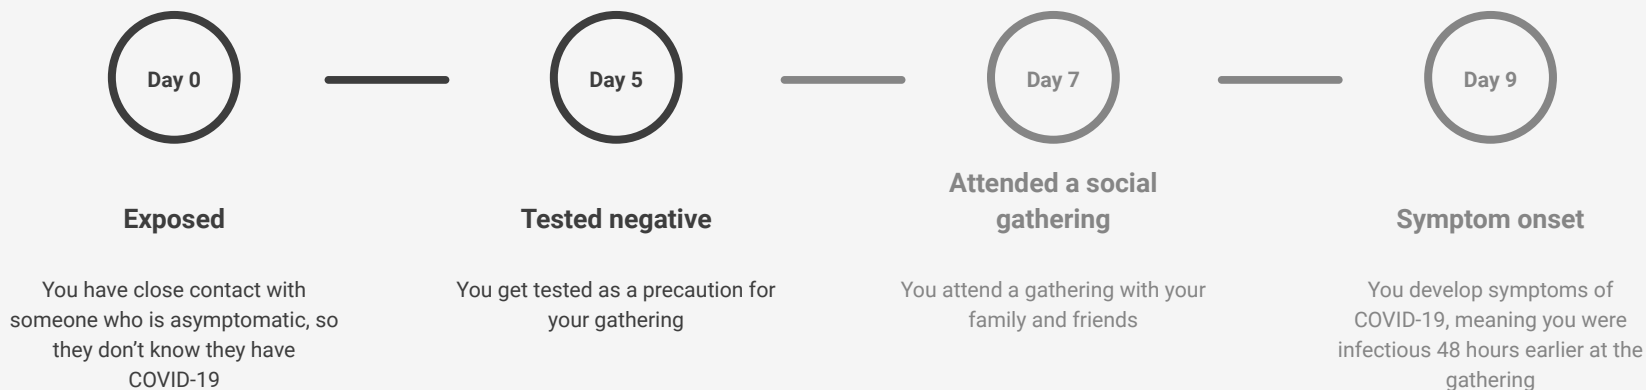 Day 0
Exposed
You have close contact with
someone who is asymptomatic, so
they don’t know they have
COVID-19
Day 5
Tested negative
You get tested as a precaution for
your gathering
Day 7
Attended a social
gathering
You attend a gathering with your
family and friends
Day 9
Symptom onset
You develop symptoms of
COVID-19, meaning you were
infectious 48 hours earlier at the
gathering